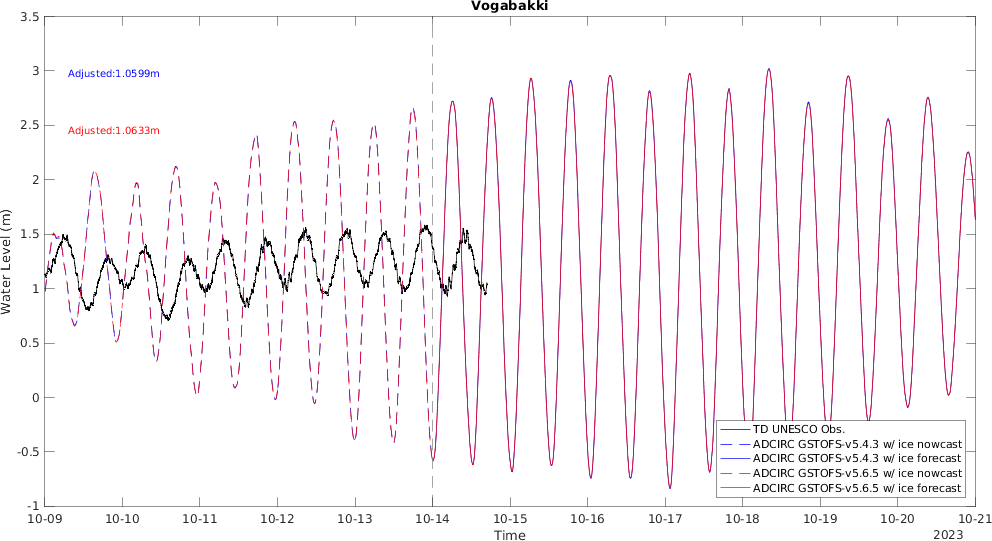 Vogabakki
Adjusted:1.0599m
Adjusted:1.0633m
Water Level (m)
3.5
3
2.5
2
1.5
1
0.5
0
-0.5
-1
TD UNESCO Obs.
ADCIRC GSTOFS-v5.4.3 w/ ice nowcast
ADCIRC GSTOFS-v5.4.3 w/ ice forecast
ADCIRC GSTOFS-v5.6.5 w/ ice nowcast
ADCIRC GSTOFS-v5.6.5 w/ ice forecast
10-09 10-10 10-11 10-12 10-13 10-14 10-15 10-16 10-17 10-18 10-19 10-20 10-21
Time
2023